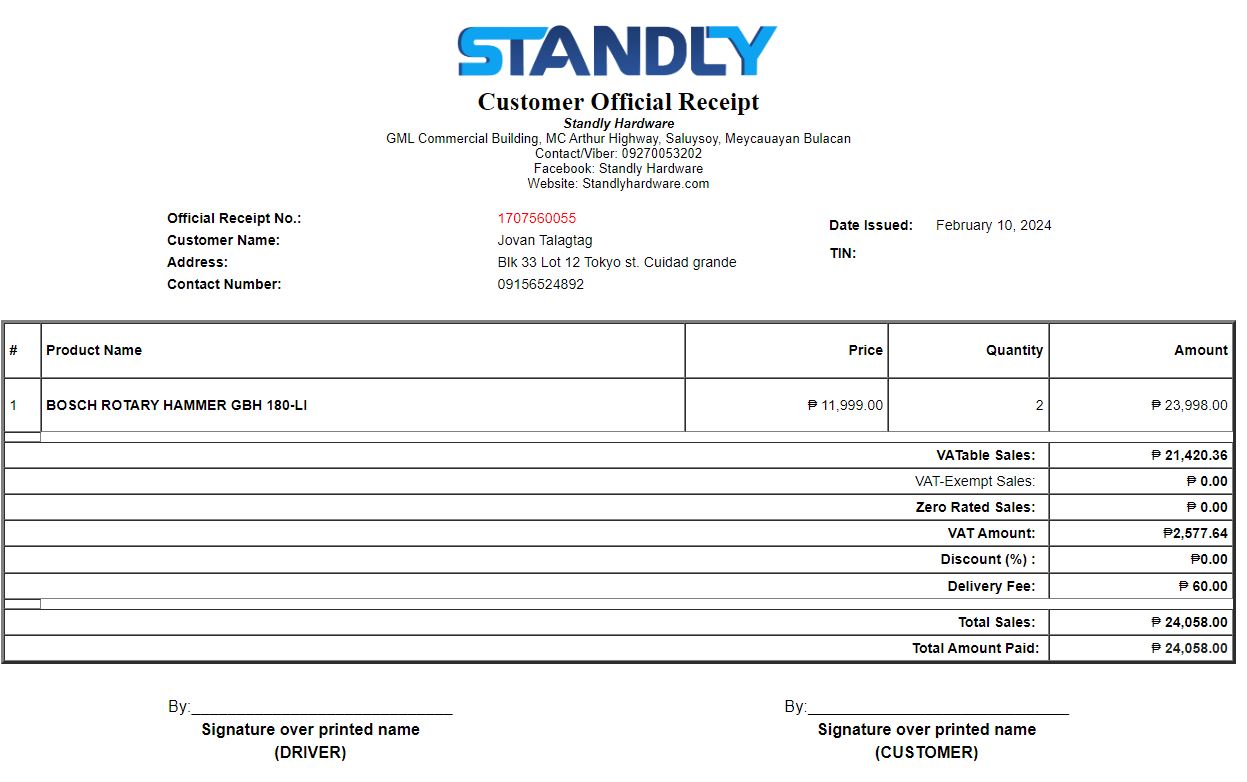 STANDLY
Customer Official Receipt
Standly Hardware
GML Commercial Building, MC Arthur Highway, Saluysoy, Meycauayan Bulacan
Contact/Viber: 09270053202
Facebook: Standly Hardware
Website: Standlyhardware.com
Official Receipt No.: 1707560055
Customer Name: Jovan Talagtag
Address: Blk 33 Lot 12 Tokyo st. Cuidad grande
Contact Number: 09156524892
Date Issued: February 10, 2024
TIN:
# Product Name Price Quantity Amount
1 BOSCH ROTARY HAMMER GBH 180-LI ₱ 11,999.00 2 ₱ 23,998.00
VATable Sales: ₱ 21,420.36
VAT-Exempt Sales: ₱ 0.00
Zero Rated Sales: ₱ 0.00
VAT Amount: ₱2,577.64
Discount (%) : ₱0.00
Delivery Fee: ₱ 60.00
Total Sales: ₱ 24,058.00
Total Amount Paid: ₱ 24,058.00
By:______________________________ By:______________________________
Signature over printed name Signature over printed name
(DRIVER) (CUSTOMER)